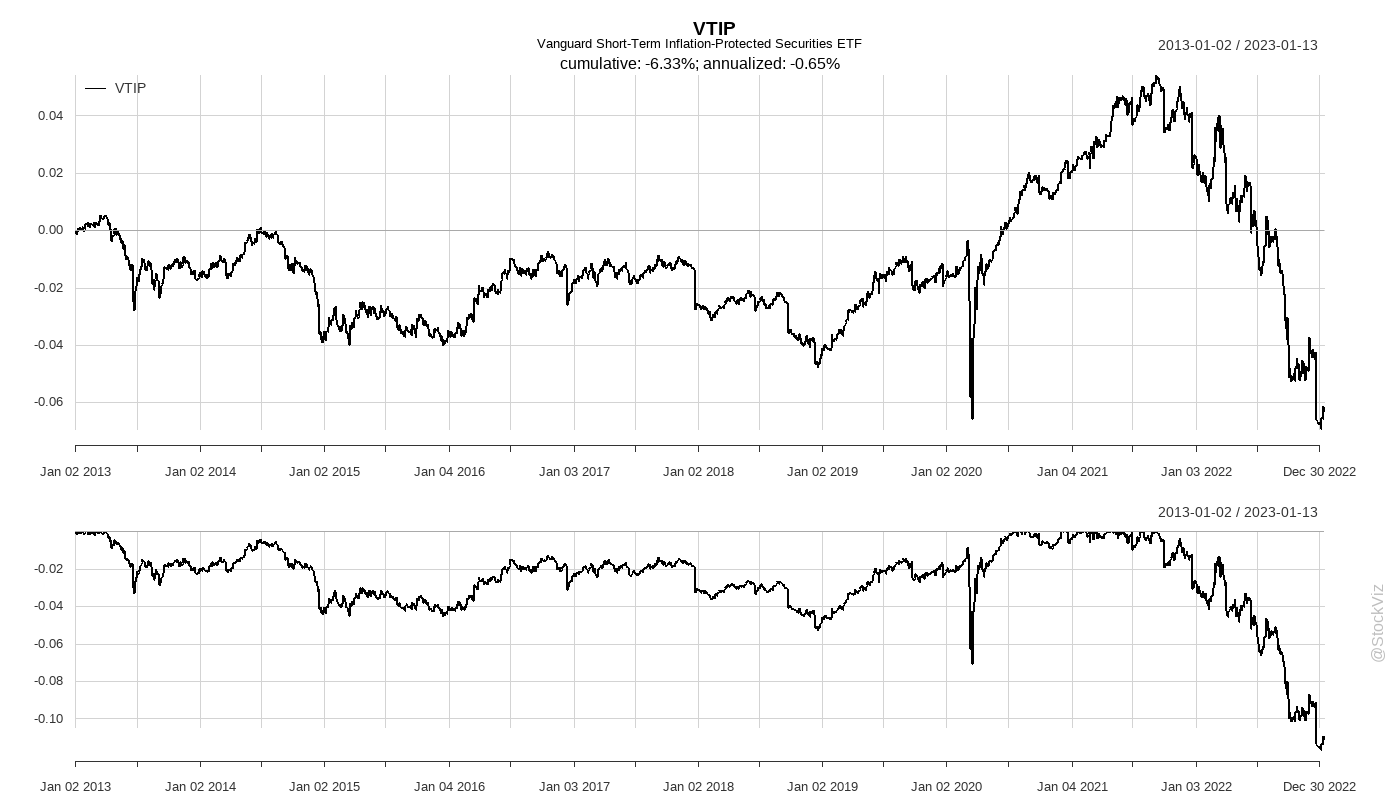 VTIP
Vanguard Short-Term Inflation-Protected Securities ETF
2013-01-02 / 2023-01-13
cumulative: -6.33%; annualized: -0.65%
VTIP
0.04
0.02
0.00
-0.02
-0.04
-0.06
Jan 02 2013 Jan 02 2014 Jan 02 2015 Jan 04 2016 Jan 03 2017 Jan 02 2018 Jan 02 2019 Jan 02 2020 Jan 04 2021 Jan 03 2022 Dec 30 2022
2013-01-02 / 2023-01-13
-0.02
-0.04
-0.06
-0.08
-0.10
Jan 02 2013 Jan 02 2014 Jan 02 2015 Jan 04 2016 Jan 03 2017 Jan 02 2018 Jan 02 2019 Jan 02 2020 Jan 04 2021 Jan 03 2022 Dec 30 2022
@StockViz